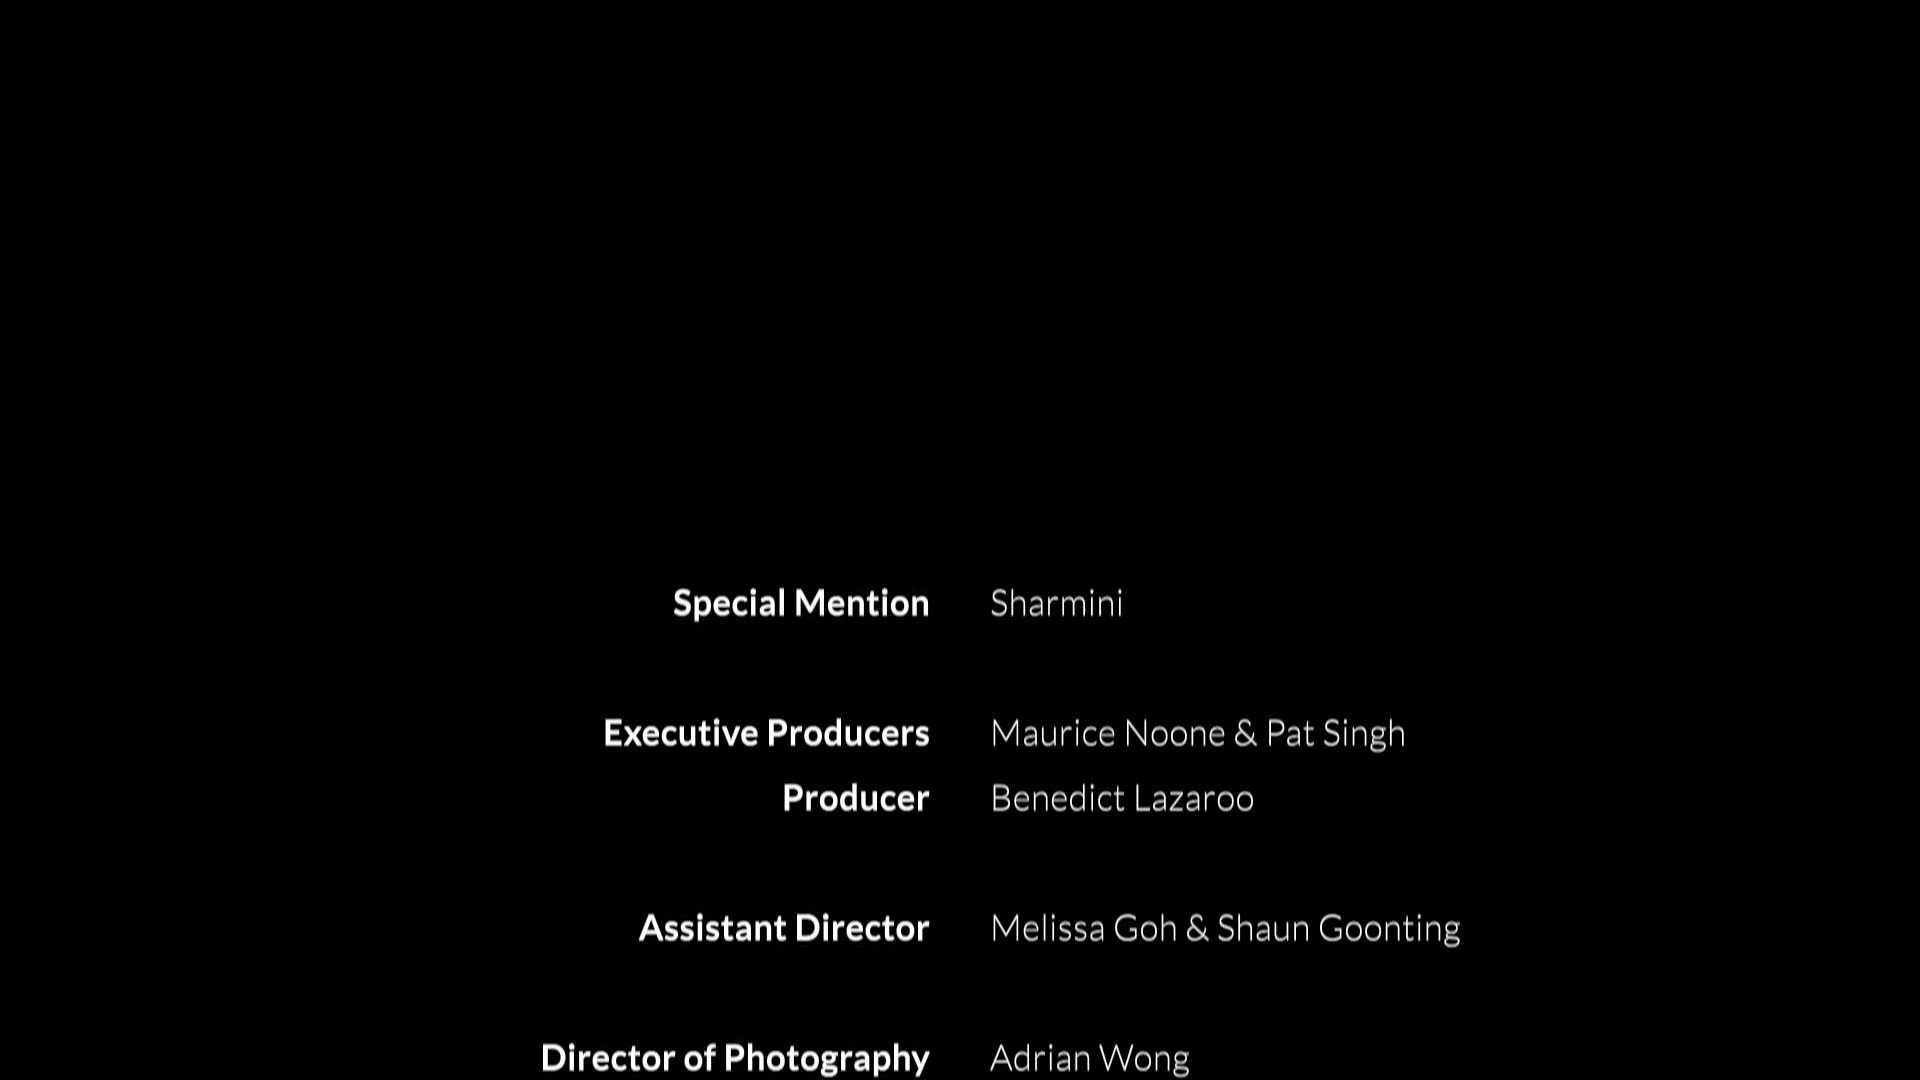 Special Mention Sharmini
Executive Producers Maurice Noone & Pat Singh
Producer Benedict Lazaroo
Assistant Director Melissa Goh & Shaun Goonting
Director of Photography Adrian Wong